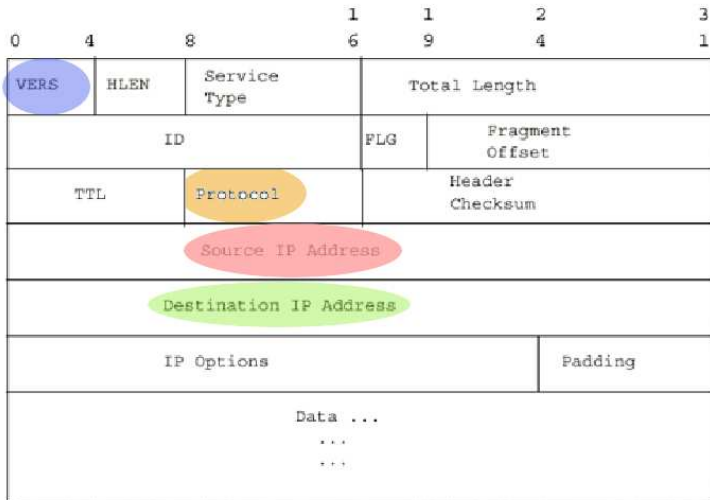 1 1 2 3
0 4 8 6 9 4 1
VERS HLEN Service Type Total Length
ID FLG Fragment Offset
TTL Protocol Header Checksum
Source IP Address
Destination IP Address
IP Options Padding
Data ...
...
...